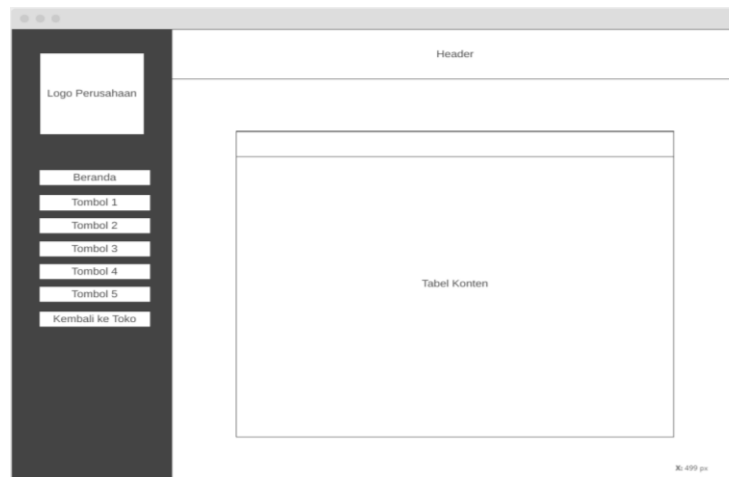 Header
Logo Perusahaan
Beranda
Tombol 1
Tombol 2
Tombol 3
Tombol 4
Tombol 5
Kembali ke Toko
Tabel Konten
X: 499 px